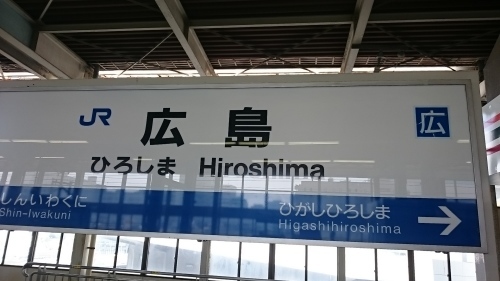 JR 広島 広
ひろしま Hiroshima
しんいわくに ひがしひろしま
Shin-Iwakuni Higashihiroshima